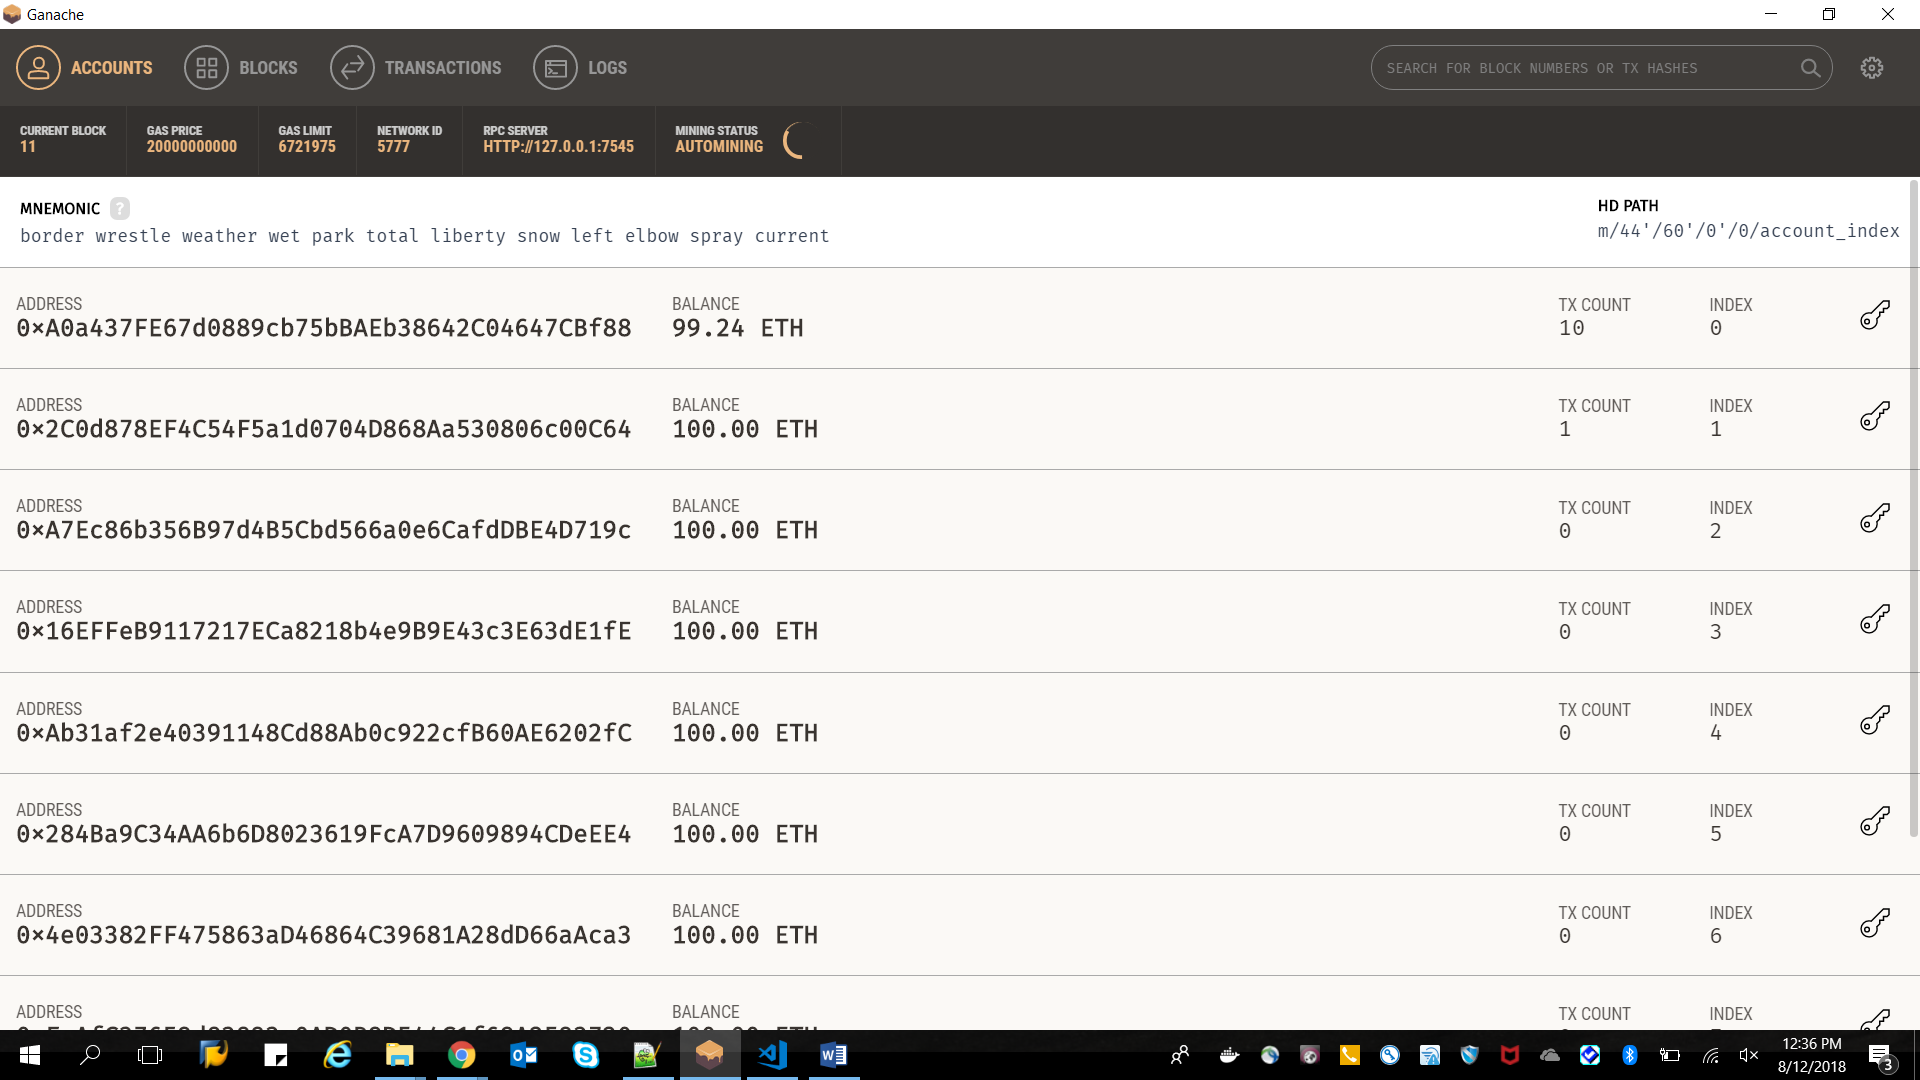 Ganache
ACCOUNTS BLOCKS TRANSACTIONS LOGS SEARCH FOR BLOCK NUMBERS OR TX HASHES
CURRENT BLOCK GAS PRICE GAS LIMIT NETWORK ID RPC SERVER MINING STATUS
11 20000000000 6721975 5777 HTTP://127.0.0.1:7545 AUTOMINING
MNEMONIC ? HD PATH
border wrestle weather wet park total liberty snow left elbow spray current m/44'/60'/0'/0/account_index
ADDRESS BALANCE TX COUNT INDEX
0×A0a437FE67d0889cb75bBAEb38642C04647CBf88 99.24 ETH 10 0
ADDRESS BALANCE TX COUNT INDEX
0×2C0d878EF4C54F5a1d0704D868Aa530806c00C64 100.00 ETH 1 1
ADDRESS BALANCE TX COUNT INDEX
0×A7Ec86b356B97d4B5Cbd566a0e6CafdDBE4D719c 100.00 ETH 0 2
ADDRESS BALANCE TX COUNT INDEX
0×16EFFeB9117217ECa8218b4e9B9E43c3E63dE1fE 100.00 ETH 0 3
ADDRESS BALANCE TX COUNT INDEX
0×Ab31af2e40391148Cd88Ab0c922cfB60AE6202fC 100.00 ETH 0 4
ADDRESS BALANCE TX COUNT INDEX
0×284Ba9C34AA6b6D8023619FcA7D9609894CDeEE4 100.00 ETH 0 5
ADDRESS BALANCE TX COUNT INDEX
0×4e03382FF475863aD46864C39681A28dD66aAca3 100.00 ETH 0 6
ADDRESS BALANCE TX COUNT INDEX
12:36 PM
8/12/2018
3